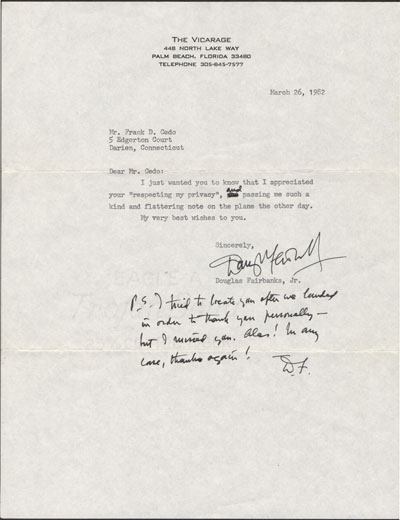 THE VICARAGE
448 NORTH LAKE WAY
PALM BEACH, FLORIDA 33480
TELEPHONE 305-845-7577
March 26, 1982
Mr. Frank D. Gedo
5 Edgerton Court
Darien, Connecticut
Dear Mr. Gedo:
I just wanted you to know that I appreciated
your "respecting my privacy", and passing me such a
kind and flattering note on the plane the other day.
My very best wishes to you.
Sincerely,
Douglas Fairbanks, Jr.
P.S. I tried to locate you after we landed
in order to thank you personally —
but I missed you. Alas! In any
case, thanks again!
D.F.